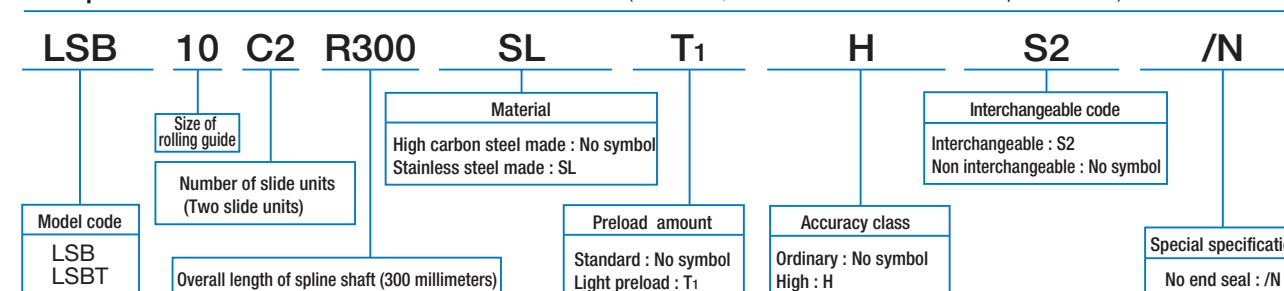 LSB 10 C2 R300 SL T1 H S2 /N
Size of
rolling guide
Material
High carbon steel made : No symbol
Stainless steel made : SL
Interchangeable code
Interchangeable : S2
Non interchangeable : No symbol
Number of slide units
(Two slide units)
Model code
LSB
LSBT
Overall length of spline shaft (300 millimeters)
Preload amount
Standard : No symbol
Light preload : T1
Accuracy class
Ordinary : No symbol
High : H
Special
No end seal : /N